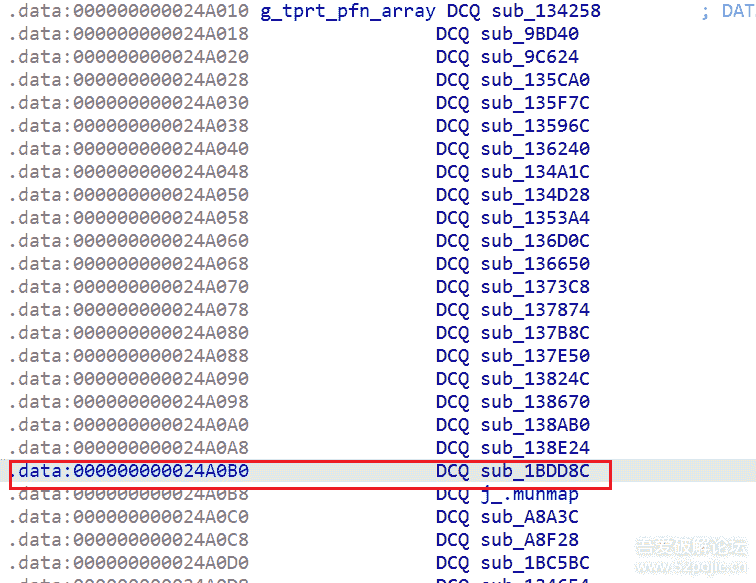 .data:000000000024A010 g_tprt_pfn_array DCQ sub_134258 ; DAT
.data:000000000024A018 DCQ sub_9BD40
.data:000000000024A020 DCQ sub_9C624
.data:000000000024A028 DCQ sub_135CA0
.data:000000000024A030 DCQ sub_135F7C
.data:000000000024A038 DCQ sub_13596C
.data:000000000024A040 DCQ sub_136240
.data:000000000024A048 DCQ sub_134A1C
.data:000000000024A050 DCQ sub_134D28
.data:000000000024A058 DCQ sub_1353A4
.data:000000000024A060 DCQ sub_136D0C
.data:000000000024A068 DCQ sub_136650
.data:000000000024A070 DCQ sub_1373C8
.data:000000000024A078 DCQ sub_137874
.data:000000000024A080 DCQ sub_137B8C
.data:000000000024A088 DCQ sub_137E50
.data:000000000024A090 DCQ sub_13824C
.data:000000000024A098 DCQ sub_138670
.data:000000000024A0A0 DCQ sub_138AB0
.data:000000000024A0A8 DCQ sub_138E24
.data:000000000024A0B0 DCQ sub_1BDD8C
.data:000000000024A0B8 DCQ j_.munmap
.data:000000000024A0C0 DCQ sub_A8A3C
.data:000000000024A0C8 DCQ sub_A8F28
.data:000000000024A0D0 DCQ sub_1BC5BC
.data:000000000024A0D8 DCQ sub_134654
吾爱破解论坛
www.52pojie.cn